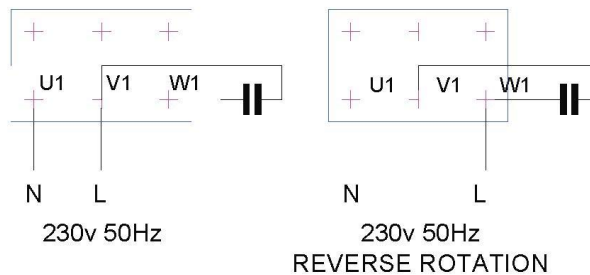 U1 V1 W1
N L
230v 50Hz
U1 V1 W1
N L
230v 50Hz
REVERSE ROTATION